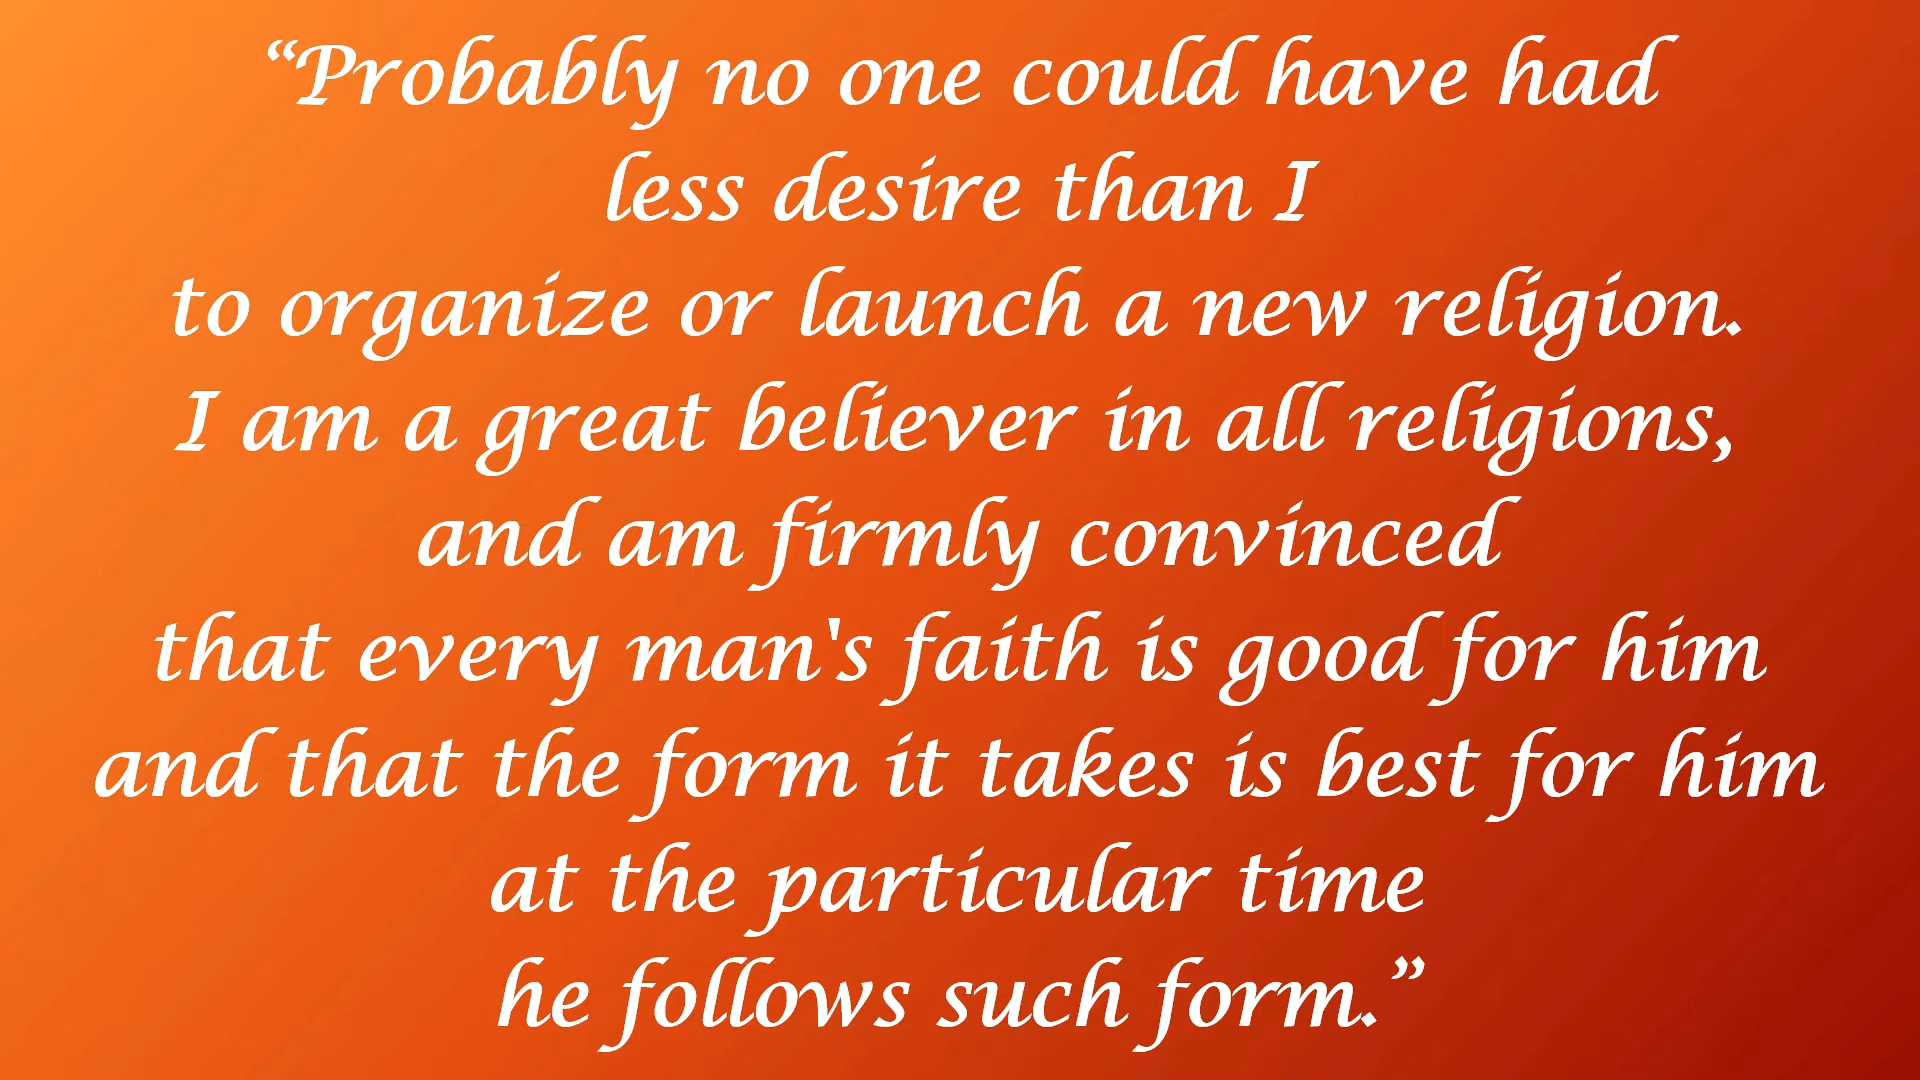 “Probably no one could have had
less desire than I
to organize or launch a new religion.
I am a great believer in all religions,
and am firmly convinced
that every man's faith is good for him
and that the form it takes is best for him
at the particular time
he follows such form.”